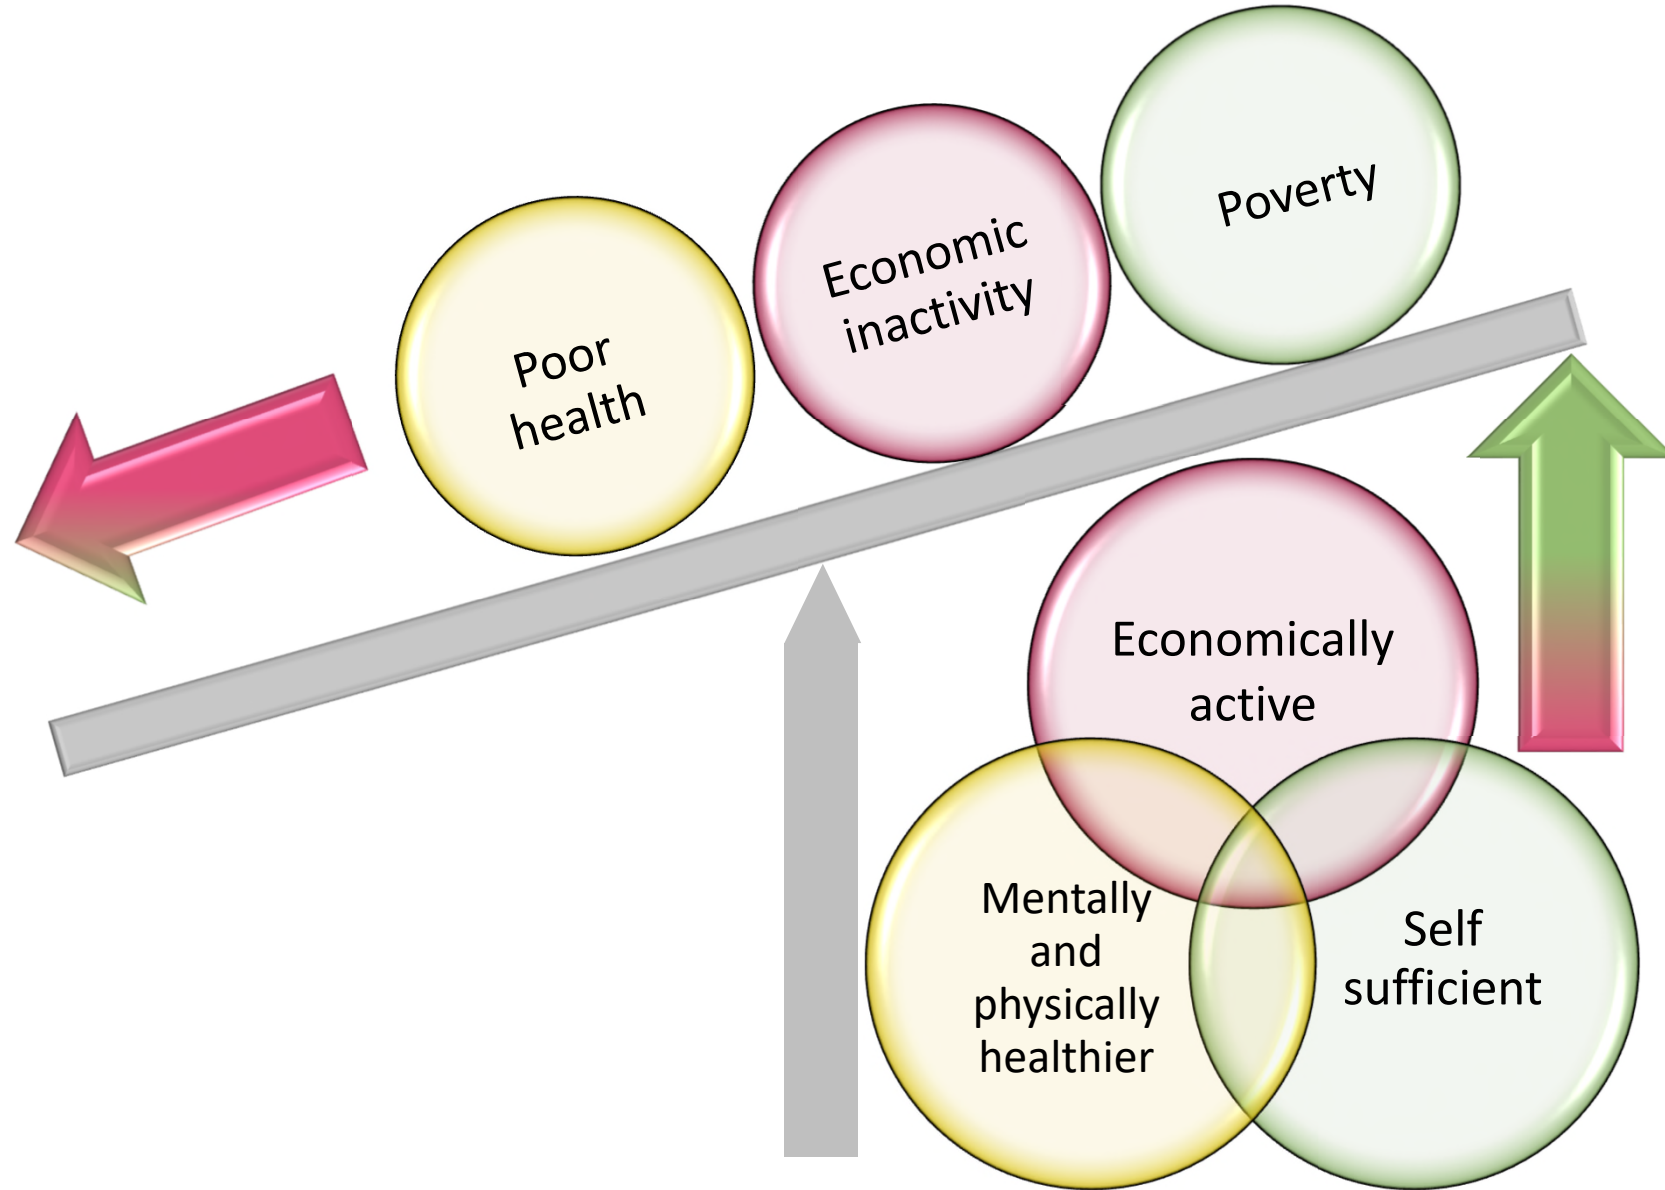 Poor
health
Economic
inactivity
Poverty
Economically
active
Mentally
and
physically
healthier
Self
sufficient